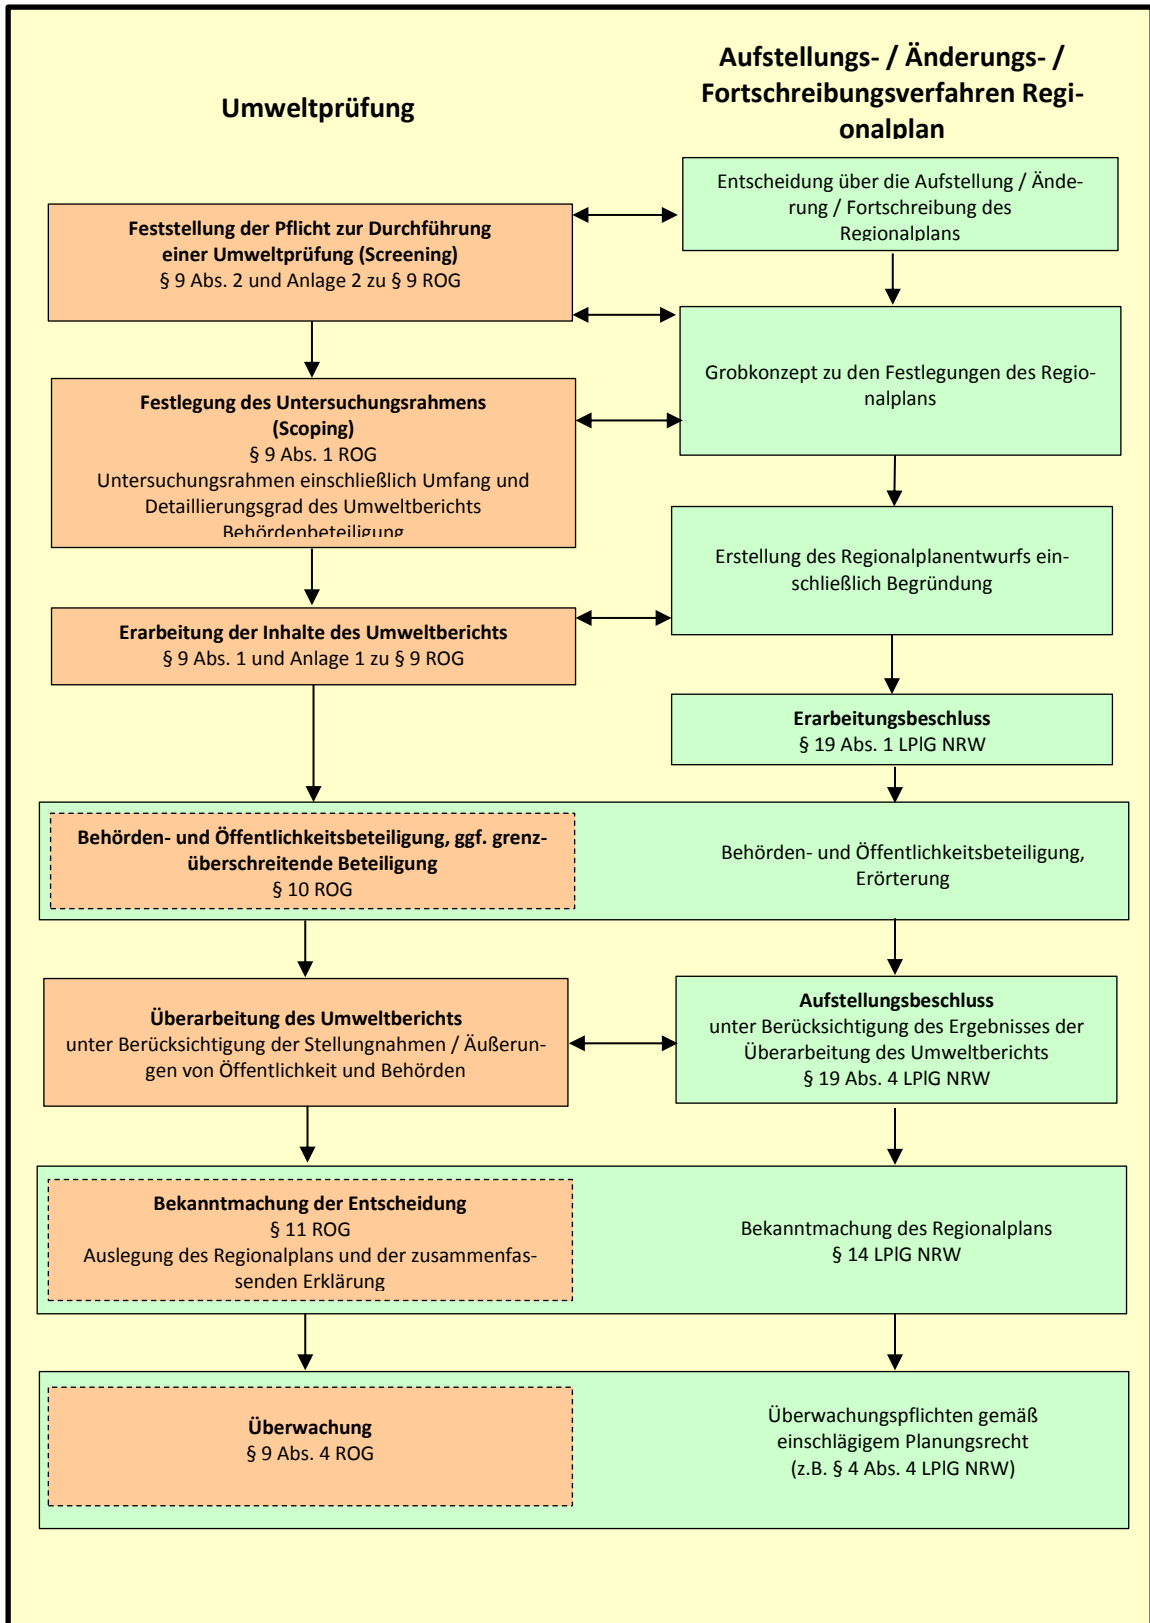 Umweltprüfung
Aufstellungs- / Änderungs- /
Fortschreibungsverfahren Regi-
onalplan
Feststellung der Pflicht zur Durchführung
einer Umweltprüfung (Screening)
§ 9 Abs. 2 und Anlage 2 zu § 9 ROG
Entscheidung über die Aufstellung / Ände-
rung / Fortschreibung des
Regionalplans
Grobkonzept zu den Festlegungen des Regio-
nalplans
Festlegung des Untersuchungsrahmens
(Scoping)
§ 9 Abs. 1 ROG
Untersuchungsrahmen einschließlich Umfang und
Detaillierungsgrad des Umweltberichts
Behördenbeteiligung
Erstellung des Regionalplanentwurfs ein-
schließlich Begründung
Erarbeitung der Inhalte des Umweltberichts
§ 9 Abs. 1 und Anlage 1 zu § 9 ROG
Erarbeitungsbeschluss
§ 19 Abs. 1 LPlG NRW
Behörden- und Öffentlichkeitsbeteiligung, ggf. grenz-
überschreitende Beteiligung
§ 10 ROG
Behörden- und Öffentlichkeitsbeteiligung,
Erörterung
Überarbeitung des Umweltberichts
unter Berücksichtigung der Stellungnahmen / Äußerun-
gen von Öffentlichkeit und Behörden
Aufstellungsbeschluss
unter Berücksichtigung des Ergebnisses der
Überarbeitung des Umweltberichts
§ 19 Abs. 4 LPlG NRW
Bekanntmachung der Entscheidung
§ 11 ROG
Auslegung des Regionalplans und der zusammenfas-
senden Erklärung
Bekanntmachung des Regionalplans
§ 14 LPlG NRW
Überwachung
§ 9 Abs. 4 ROG
Überwachungspflichten gemäß
einschlägigem Planungsrecht
(z.B. § 4 Abs. 4 LPlG NRW)